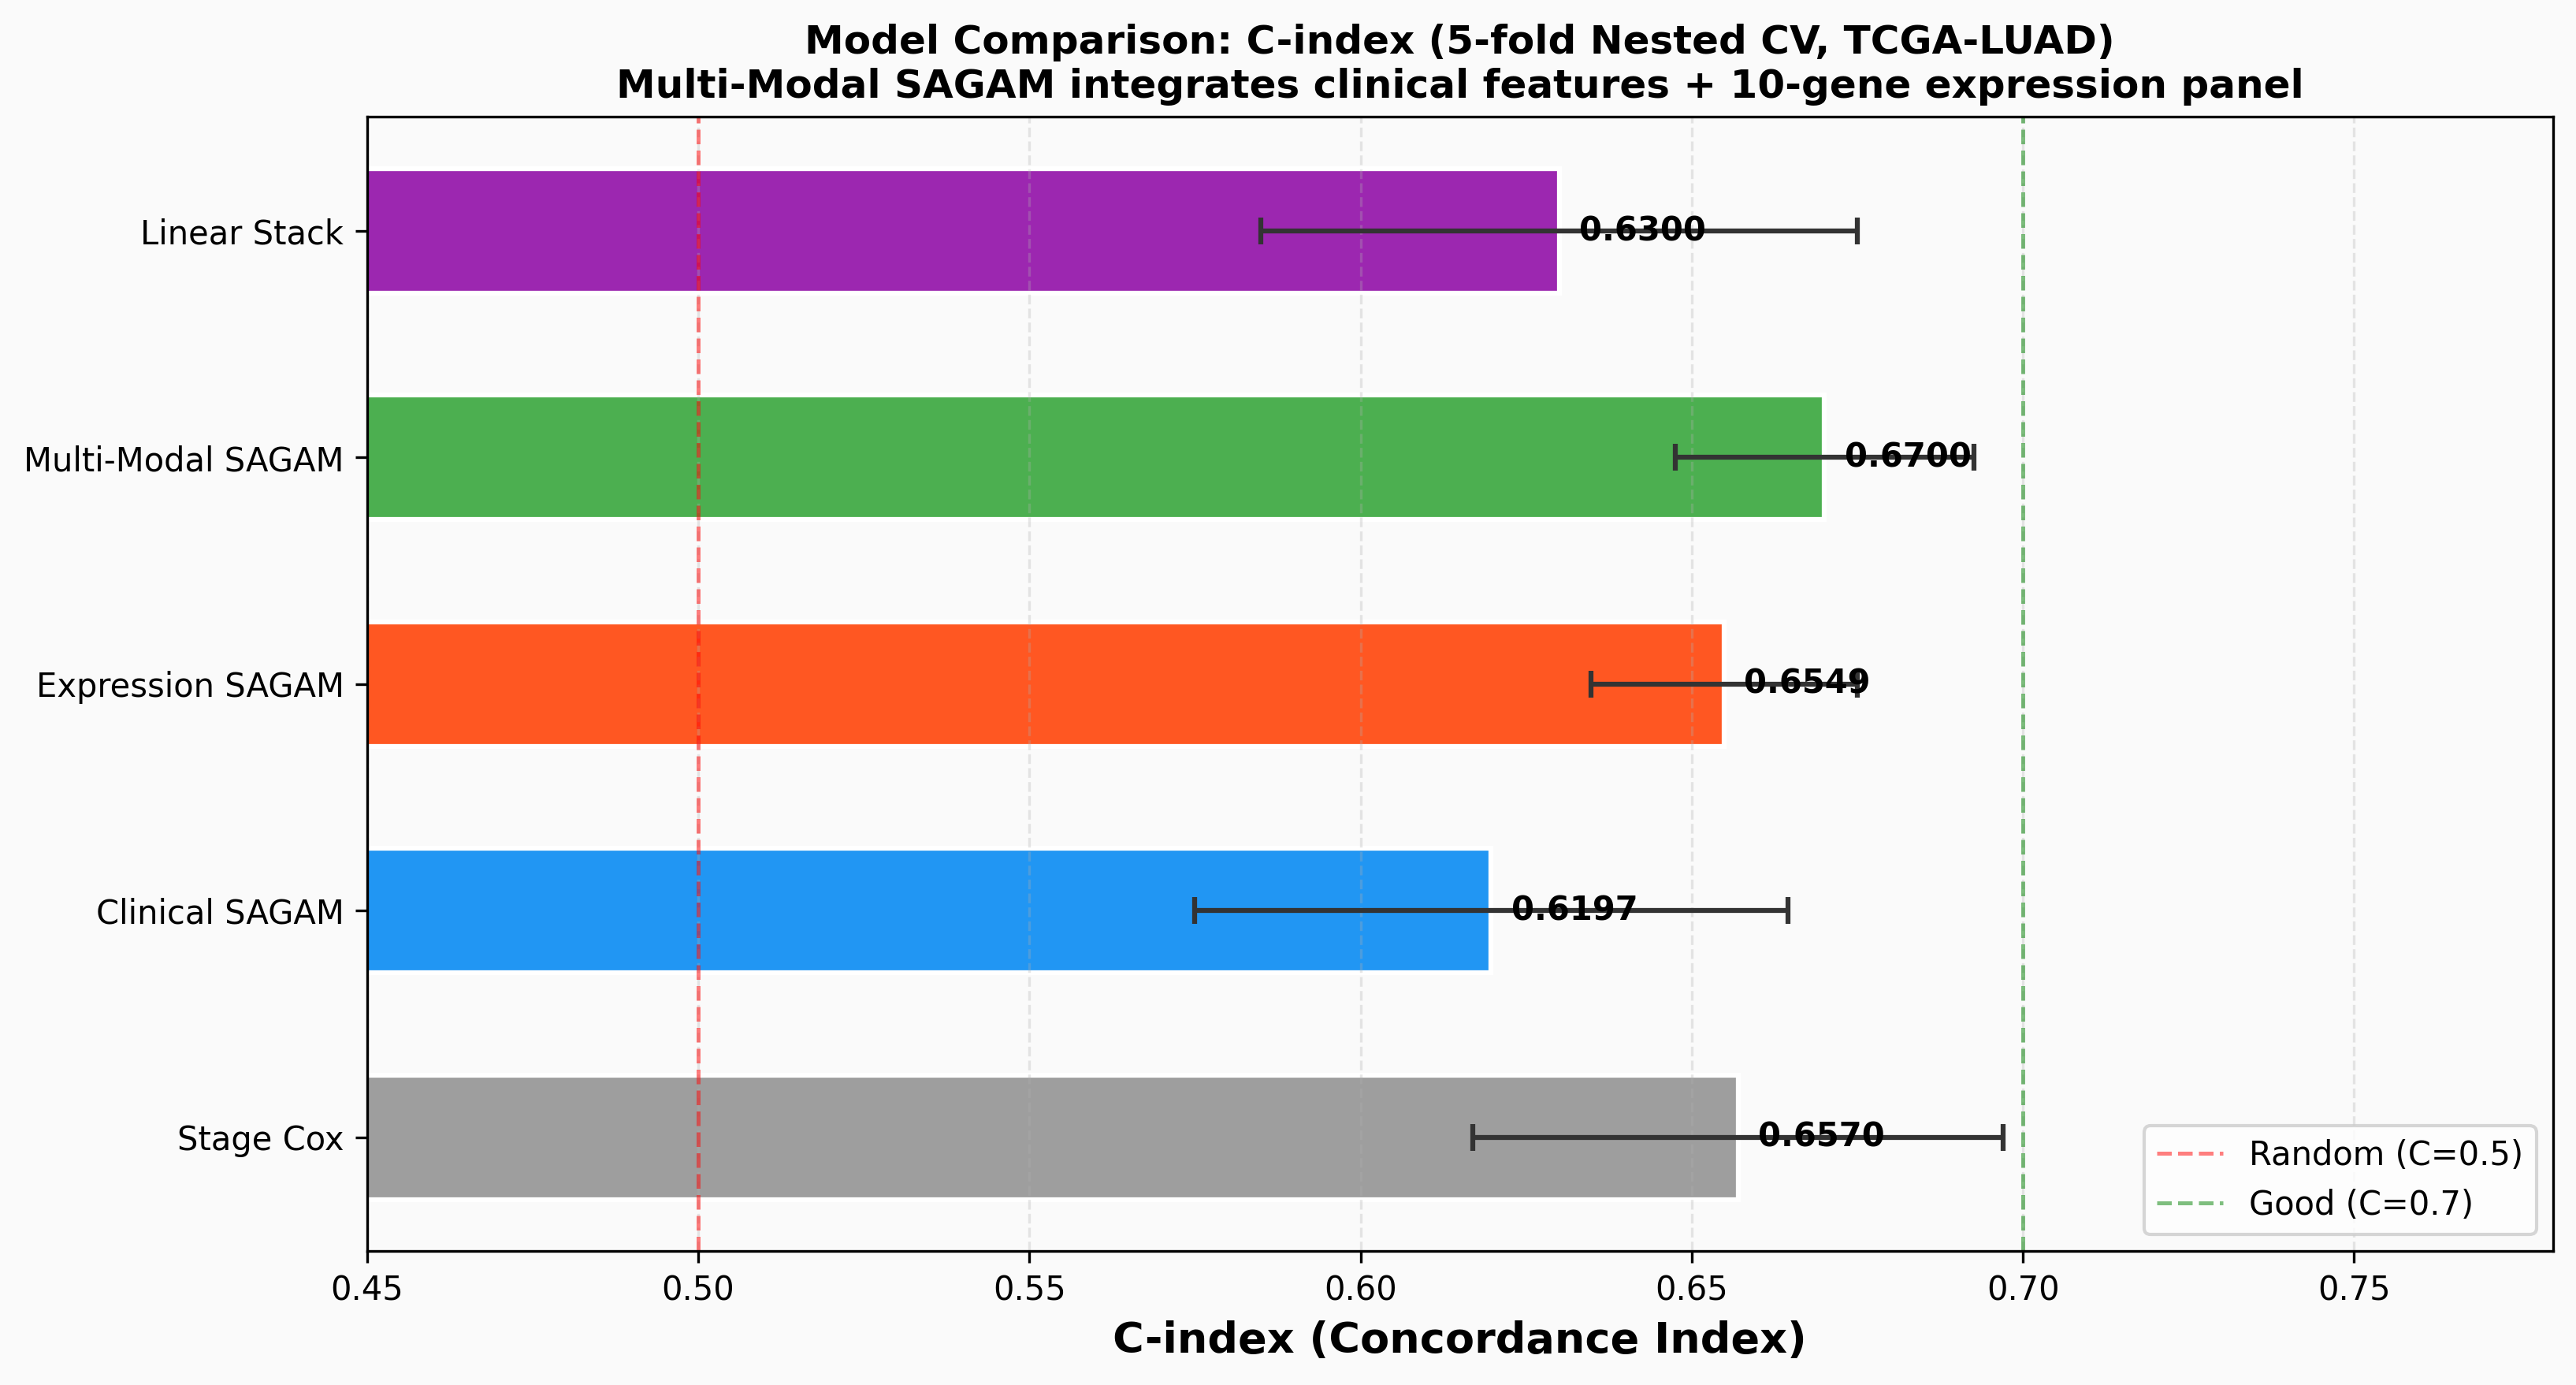 Model Comparison: C-index (5-fold Nested CV, TCGA-LUAD)
Multi-Modal SAGAM integrates clinical features + 10-gene expression panel
Linear Stack
0.6300
Multi-Modal SAGAM
0.6700
Expression SAGAM
0.6549
Clinical SAGAM
0.6197
Stage Cox
0.6570
Random (C=0.5)
Good (C=0.7)
0.45 0.50 0.55 0.60 0.65 0.70 0.75
C-index (Concordance Index)